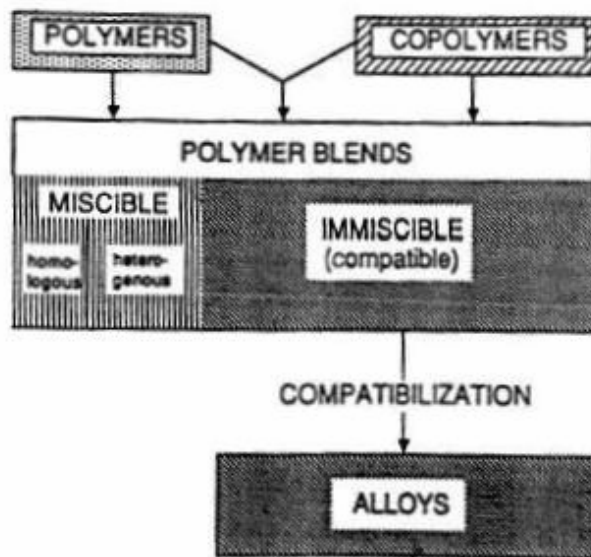 POLYMERS
COPOLYMERS
POLYMER BLENDS
MISCIBLE
homo-
logous
hetero-
genous
IMMISCIBLE
(compatible)
COMPATIBILIZATION
ALLOYS